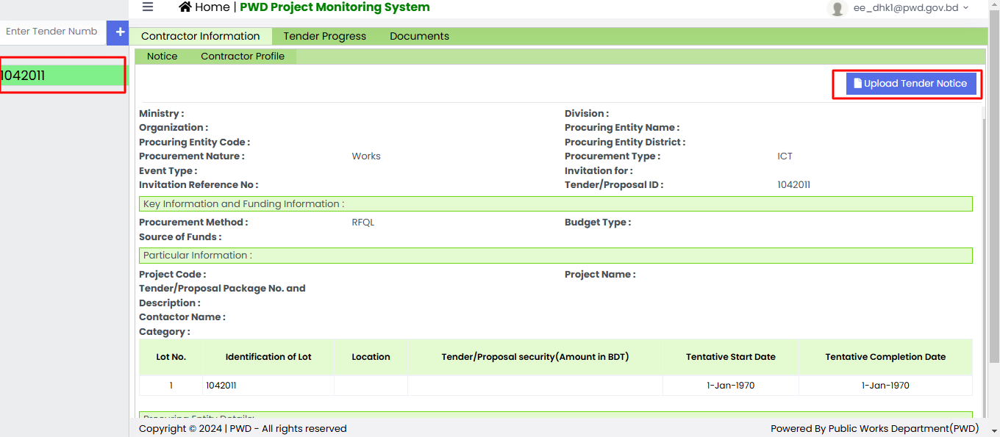 Home | PWD Project Monitoring System
ee_dhk1@pwd.gov.bd
Enter Tender Numb
+
1042011
Contractor Information Tender Progress Documents
Notice Contractor Profile
Upload Tender Notice
Ministry : Division :
Organization : Procuring Entity Name :
Procuring Entity Code : Procuring Entity District :
Procurement Nature : Works Procurement Type : ICT
Event Type : Invitation for :
Invitation Reference No : Tender/Proposal ID : 1042011
Key Information and Funding Information :
Procurement Method : RFQL Budget Type :
Source of Funds :
Particular Information :
Project Code : Project Name :
Tender/Proposal Package No. and
Description :
Contactor Name :
Category :
Lot No. Identification of Lot Location Tender/Proposal security(Amount in BDT) Tentative Start Date Tentative Completion Date
1 1042011 1-Jan-1970 1-Jan-1970
Procuring Entity Details:
Copyright © 2024 | PWD - All rights reserved Powered By Public Works Department(PWD)